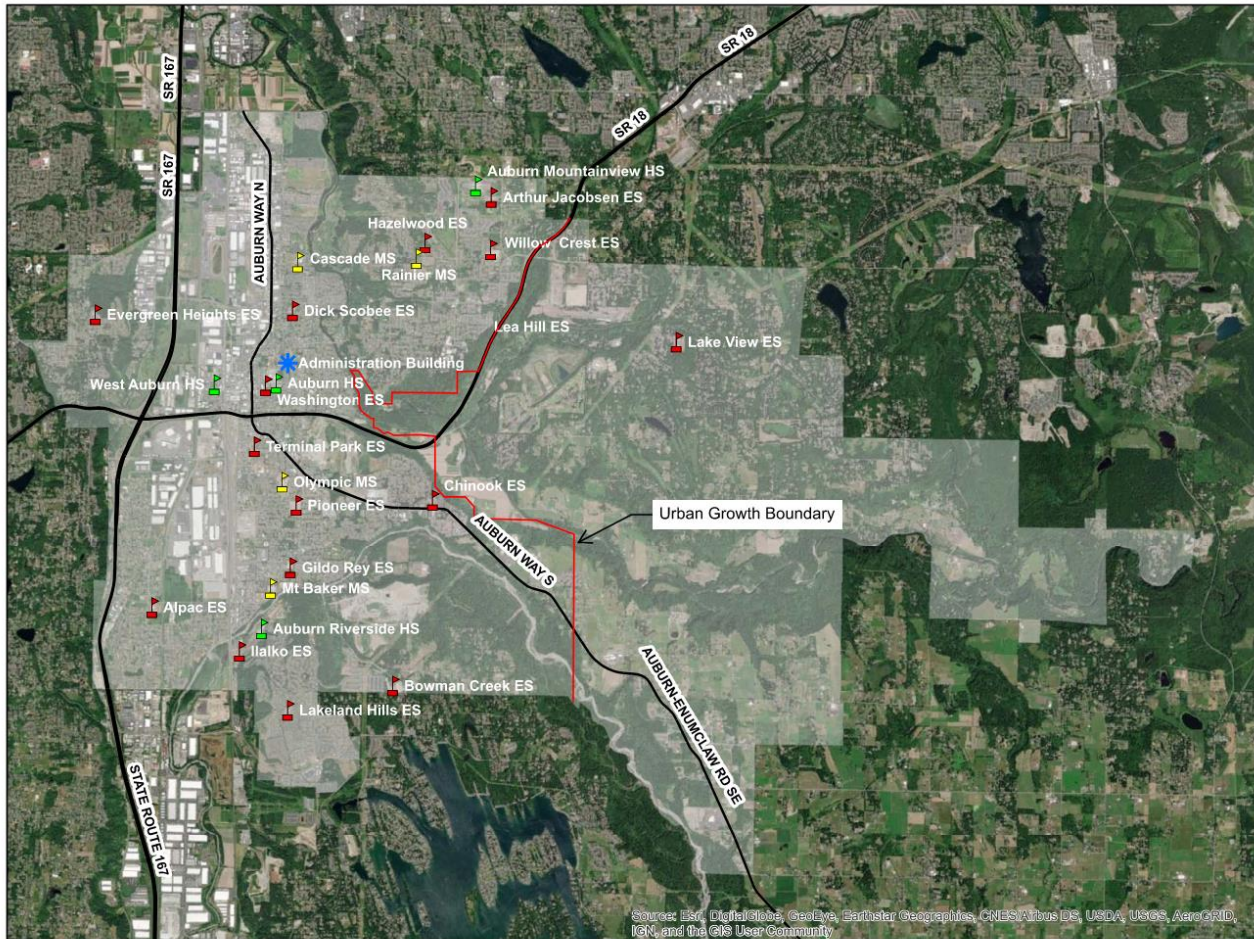 SR 18
SR 167
SR 18
SR 167
AUBURN WAY N
Auburn Mountainview HS
Arthur Jacobsen ES
Hazelwood ES
Willow Crest ES
Cascade MS
Rainier MS
Evergreen Heights ES
Dick Scobee ES
Lea Hill ES
Lake View ES
Administration Building
West Auburn HS
Auburn HS
Washington ES
Terminal Park ES
Olympic MS
Chinook ES
Pioneer ES
Urban Growth Boundary
AUBURN WAY S
Gildo Rey ES
Mt Baker MS
Alpac ES
Auburn Riverside HS
Ilalko ES
Bowman Creek ES
AUBURN-ENUMCLAW RD SE
Lakeland Hills ES
STATE ROUTE 167
Source: Esri, DigitalGlobe, GeoEye, Earthstar Geographics, CNES/Airbus DS, USDA, USGS, AeroGRID,
IGN, and the GIS User Community